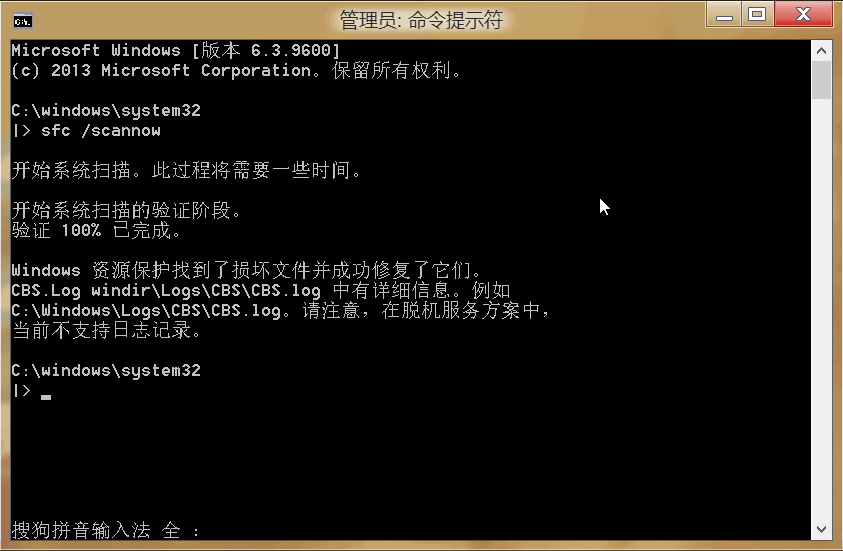 管理员: 命令提示符
Microsoft Windows [版本 6.3.9600]
(c) 2013 Microsoft Corporation。保留所有权利。
C:\windows\system32
|> sfc /scannow
开始系统扫描。此过程将需要一些时间。
开始系统扫描的验证阶段。
验证 100% 已完成。
Windows 资源保护找到了损坏文件并成功修复了它们。
CBS.Log windir\Logs\CBS\CBS.log 中有详细信息。例如
C:\Windows\Logs\CBS\CBS.log。请注意，在脱机服务方案中，
当前不支持日志记录。
C:\windows\system32
|> _
搜狗拼音输入法 全 :